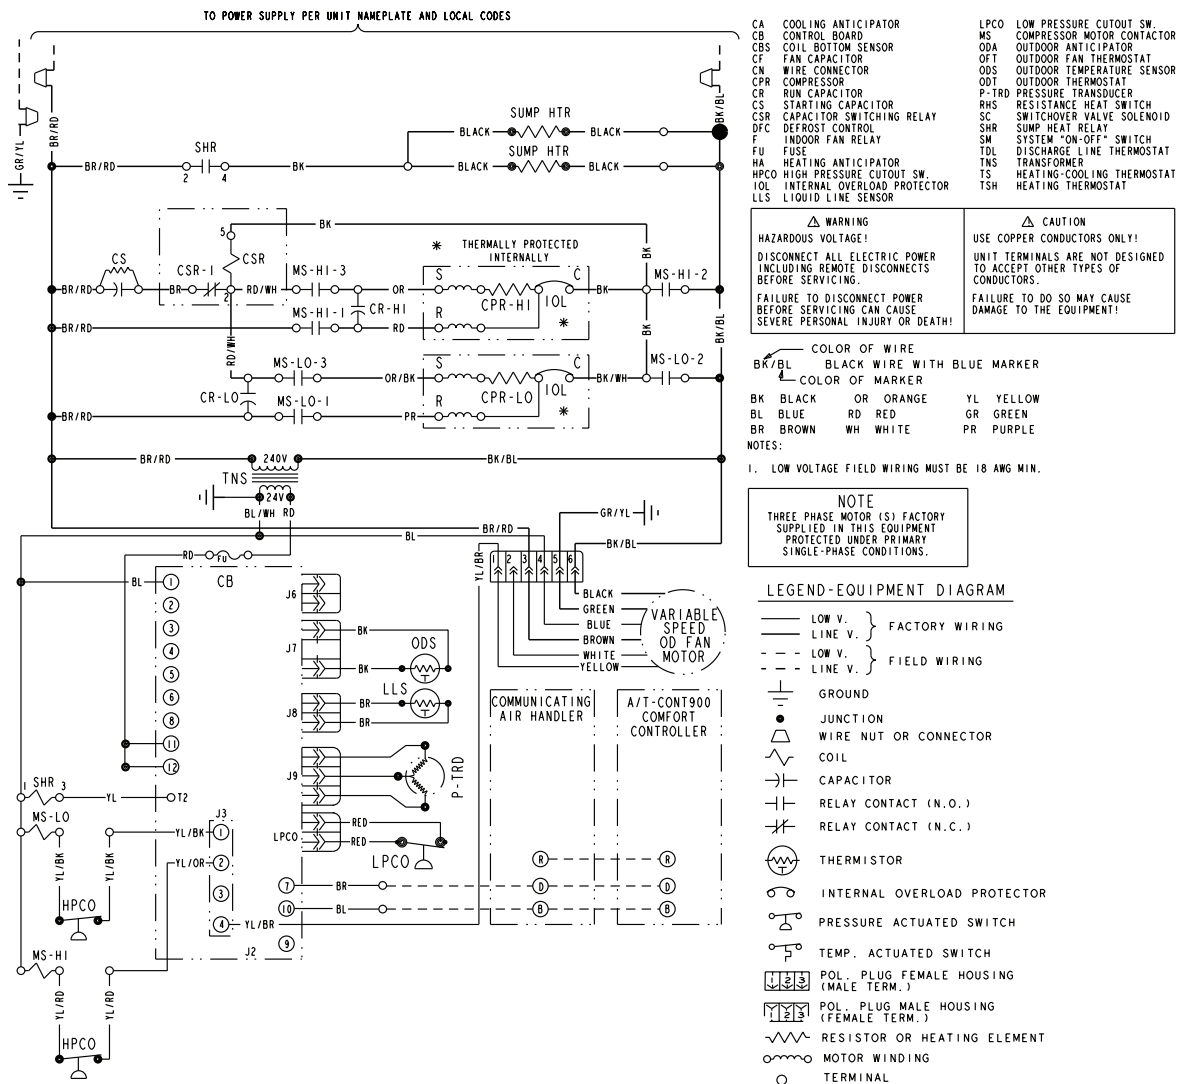 TO POWER SUPPLY PER UNIT NAMEPLATE AND LOCAL CODES
CA COOLING ANTICIPATOR
CB CONTROL BOARD
CBS COIL BOTTOM SENSOR
CF FAN CAPACITOR
CN WIRE CONNECTOR
CPR COMPRESSOR
CR RUN CAPACITOR
CS STARTING CAPACITOR
CSR CAPACITOR SWITCHING RELAY
DFC DEFROST CONTROL
F INDOOR FAN RELAY
FU FUSE
HA HEATING ANTICIPATOR
HPCO HIGH PRESSURE CUTOUT SW.
IOL INTERNAL OVERLOAD PROTECTOR
LLS LIQUID LINE SENSOR
LPCO LOW PRESSURE CUTOUT SW.
MS COMPRESSOR MOTOR CONTACTOR
ODA OUTDOOR ANTICIPATOR
OFT OUTDOOR FAN THERMOSTAT
ODS OUTDOOR TEMPERATURE SENSOR
ODT OUTDOOR THERMOSTAT
P-TRD PRESSURE TRANSDUCER
RHS RESISTANCE HEAT SWITCH
SC SWITCHOVER VALVE SOLENOID
SHR SUMP HEAT RELAY
SM SYSTEM "ON-OFF" SWITCH
TDL DISCHARGE LINE THERMOSTAT
TNS TRANSFORMER
TS HEATING-COOLING THERMOSTAT
TSH HEATING THERMOSTAT
⚠ WARNING
HAZARDOUS VOLTAGE!
DISCONNECT ALL ELECTRIC POWER
INCLUDING REMOTE DISCONNECTS
BEFORE SERVICING.
FAILURE TO DISCONNECT POWER
BEFORE SERVICING CAN CAUSE
SEVERE PERSONAL INJURY OR DEATH!
⚠ CAUTION
USE COPPER CONDUCTORS ONLY!
UNIT TERMINALS ARE NOT DESIGNED
TO ACCEPT OTHER TYPES OF
CONDUCTORS.
FAILURE TO DO SO MAY CAUSE
DAMAGE TO THE EQUIPMENT!
COLOR OF WIRE
BK/BL BLACK WIRE WITH BLUE MARKER
COLOR OF MARKER
BK BLACK OR ORANGE YL YELLOW
BL BLUE RD RED GR GREEN
BR BROWN WH WHITE PR PURPLE
NOTES:
1. LOW VOLTAGE FIELD WIRING MUST BE 18 AWG MIN.
NOTE
THREE PHASE MOTOR (S) FACTORY
SUPPLIED IN THIS EQUIPMENT
PROTECTED UNDER PRIMARY
SINGLE-PHASE CONDITIONS.
LEGEND-EQUIPMENT DIAGRAM
LOW V.
LINE V.
FACTORY WIRING
LOW V.
LINE V.
FIELD WIRING
GROUND
JUNCTION
WIRE NUT OR CONNECTOR
COIL
CAPACITOR
RELAY CONTACT (N.O.)
RELAY CONTACT (N.C.)
THERMISTOR
INTERNAL OVERLOAD PROTECTOR
PRESSURE ACTUATED SWITCH
TEMP. ACTUATED SWITCH
1 2 3
POL. PLUG FEMALE HOUSING
(MALE TERM.)
1 2 3
POL. PLUG MALE HOUSING
(FEMALE TERM.)
RESISTOR OR HEATING ELEMENT
MOTOR WINDING
TERMINAL
GR/YL
BR/RD
BK/BL
SUMP HTR
BLACK BLACK
SHR
BR/RD 2 4 BK
SUMP HTR
BLACK BLACK
5 BK
BK
* THERMALLY PROTECTED
INTERNALLY
CS
CSR-1
CSR
MS-HI-3
S C
MS-HI-2
BR/RD BR 2 RD/WH OR
CPR-HI
IOL
BK
CR-HI
MS-HI-1
R
*
BR/RD RD
RD/WH
BK
BK/BL
MS-LO-3
S C
MS-LO-2
OR/BK
CPR-LO
IOL
BK/WH
CR-LO
MS-LO-1
R
*
BR/RD PR
BR/RD 240V BK/BL
TNS
24V
BL/WH RD
GR/YL
BR/RD
BL
BK/BL
RD FU
YL/BR
1 2 3 4 5 6
BL
CB
1
2
3
4
5
6
8
11
12
J6
J7
BK
BK
ODS
LLS
J8
BR
BR
J9
P-TRD
LPCO
RED
RED
LPCO
BLACK
GREEN
BLUE
BROWN
WHITE
YELLOW
VARIABLE
SPEED
OD FAN
MOTOR
COMMUNICATING
AIR HANDLER
A/T-CONT900
COMFORT
CONTROLLER
R R
D D
B B
1 SHR 3
YL
T2
MS-LO
J3
YL/BK
1
YL/BK
YL/BK
YL/OR
2
HPCO
3
4
YL/BR
7
BR
10
BL
9
J2
MS-HI
YL/RD
YL/RD
HPCO